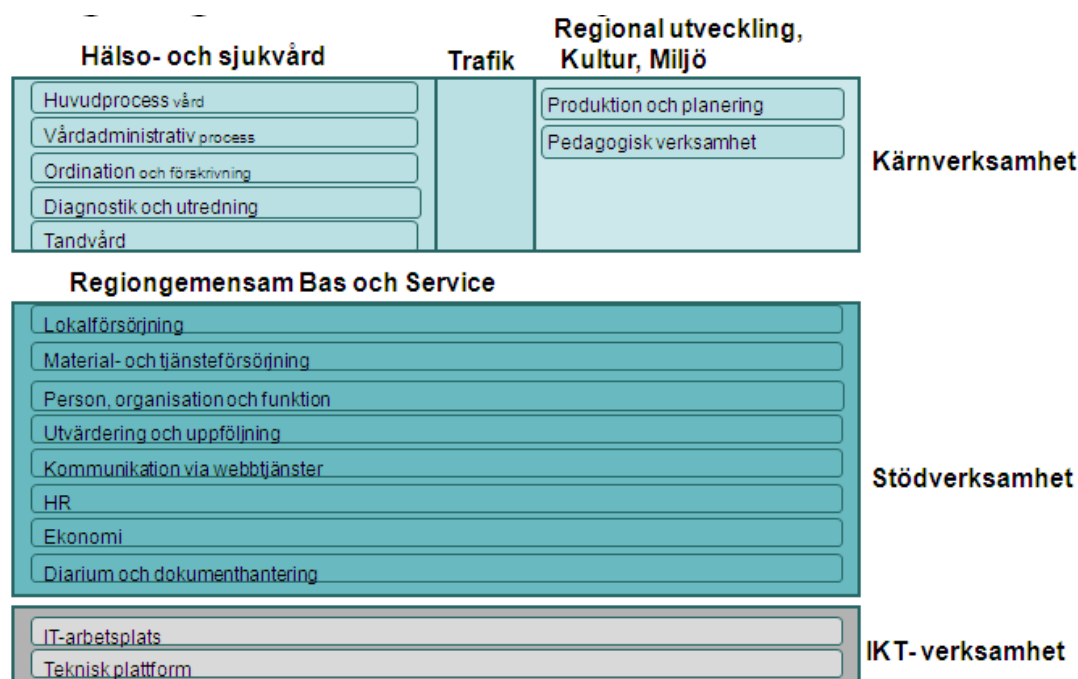 Hälso- och sjukvård
Trafik
Regional utveckling,
Kultur, Miljö
Huvudprocess vård
Vårdadministrativ process
Ordination och förskrivning
Diagnostik och utredning
Tandvård
Produktion och planering
Pedagogisk verksamhet
Kärnverksamhet
Regiongemensam Bas och Service
Lokalförsörjning
Material- och tjänsteförsörjning
Person, organisation och funktion
Utvärdering och uppföljning
Kommunikation via webbtjänster
HR
Ekonomi
Diarium och dokumenthantering
Stödverksamhet
IT-arbetsplats
Teknisk plattform
IKT- verksamhet